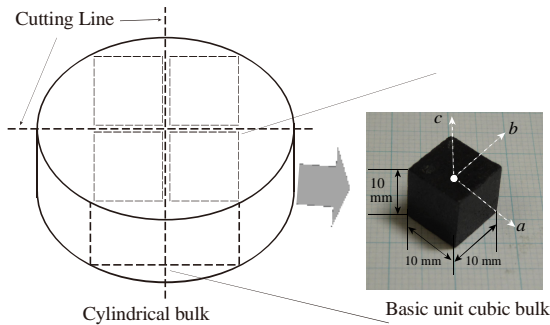 Cutting Line
c
b
10
mm
a
10 mm
10 mm
Cylindrical bulk
Basic unit cubic bulk